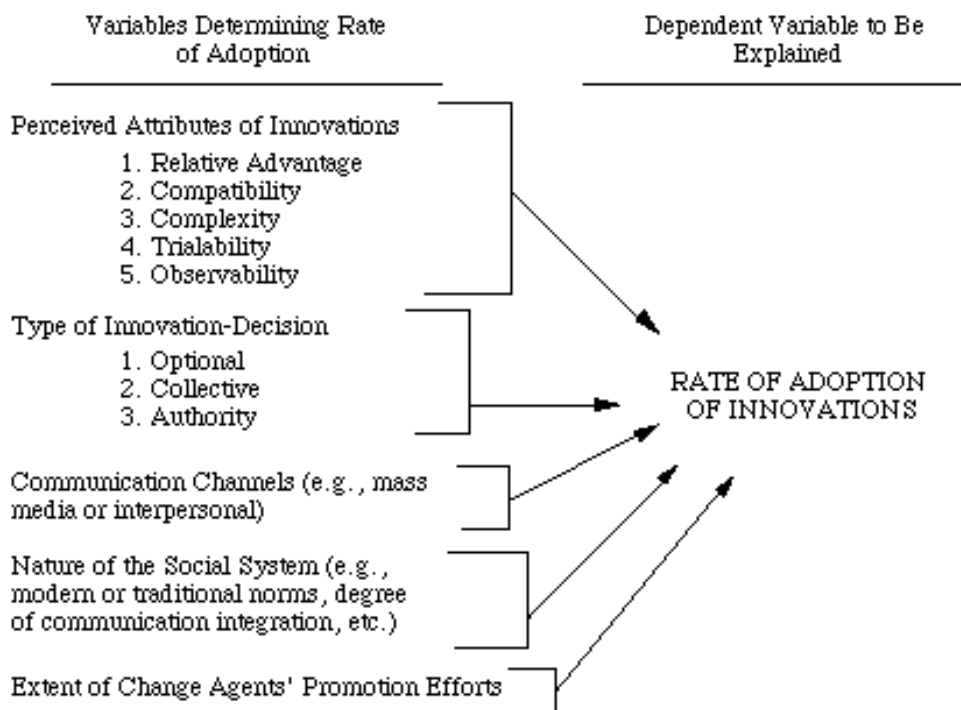 Variables Determining Rate
of Adoption
Dependent Variable to Be
Explained
Perceived Attributes of Innovations
1. Relative Advantage
2. Compatibility
3. Complexity
4. Trialability
5. Observability
Type of Innovation-Decision
1. Optional
2. Collective
3. Authority
RATE OF ADOPTION
OF INNOVATIONS
Communication Channels (e.g., mass
media or interpersonal)
Nature of the Social System (e.g.,
modern or traditional norms, degree
of communication integration, etc.)
Extent of Change Agents' Promotion Efforts